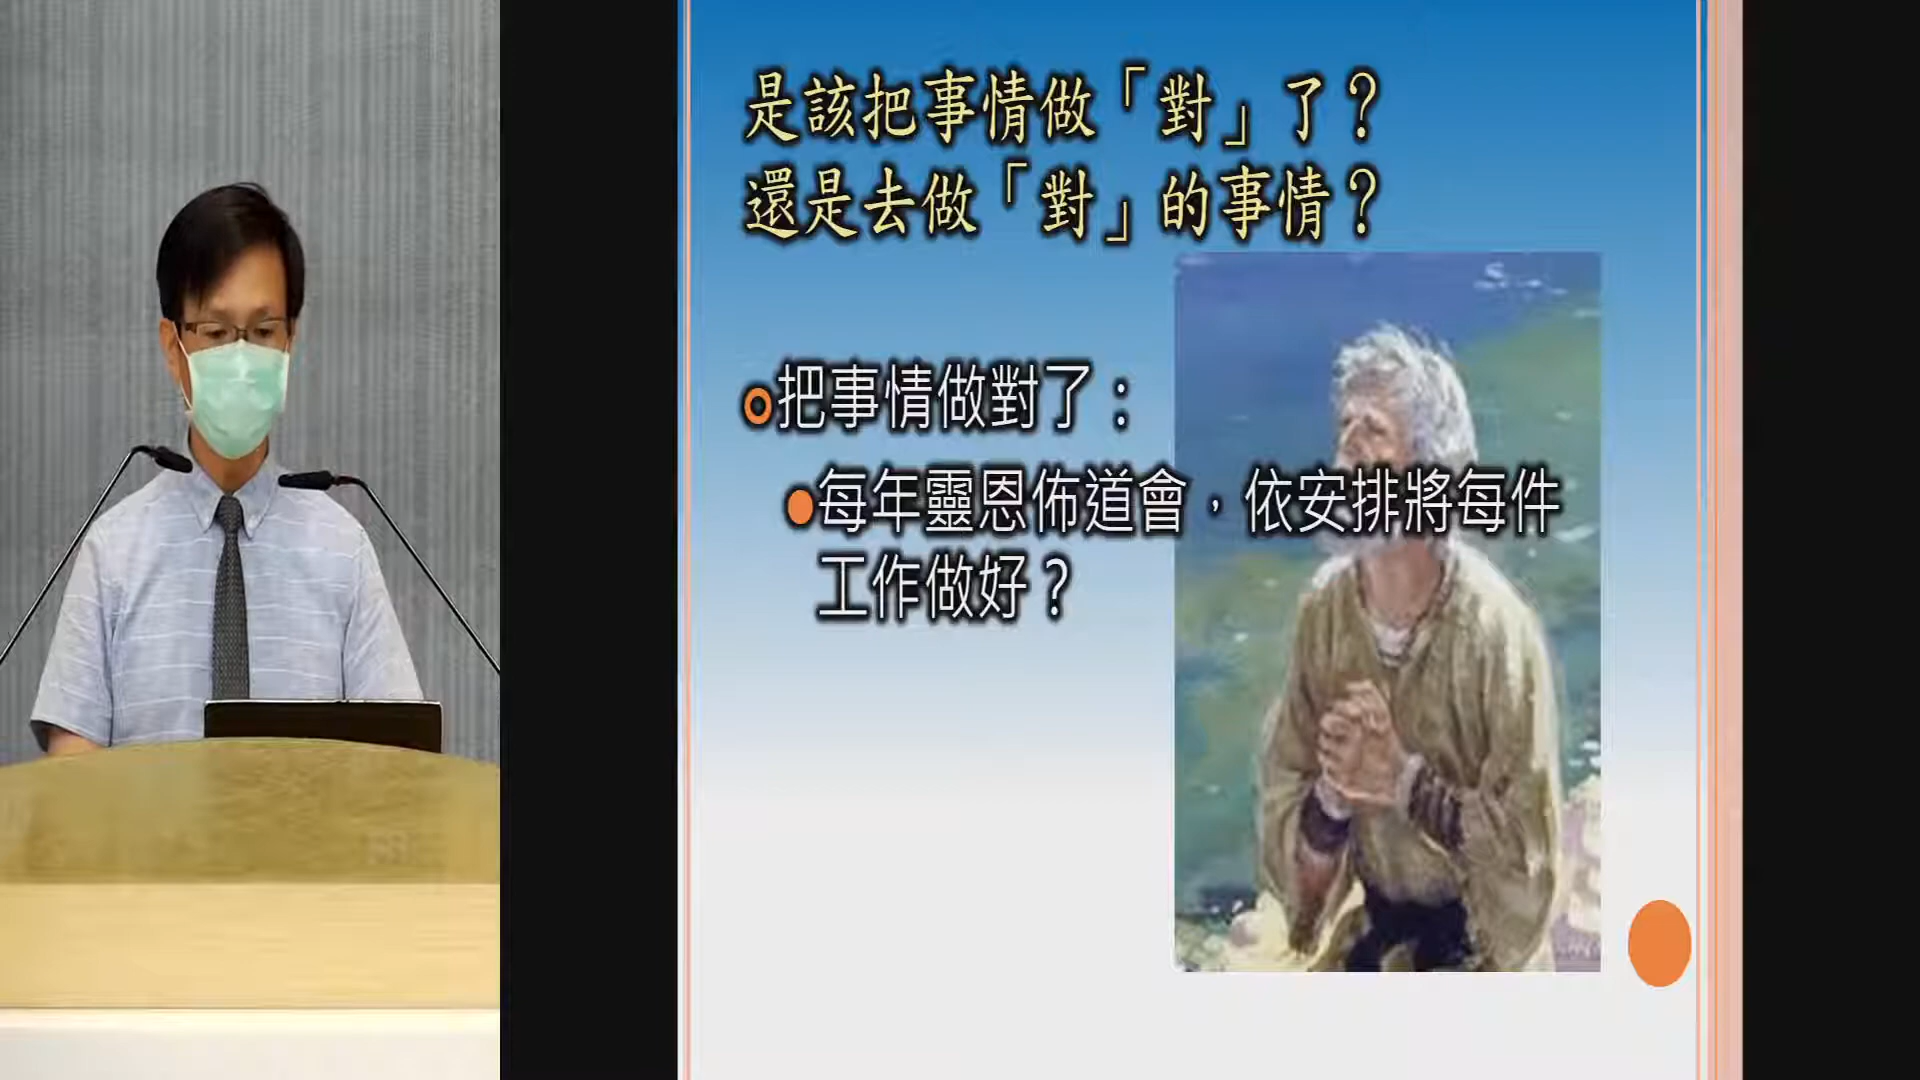 是該把事情做「對」了？
還是去做「對」的事情？
把事情做對了：
每年靈恩佈道會，依安排將每件
工作做好？